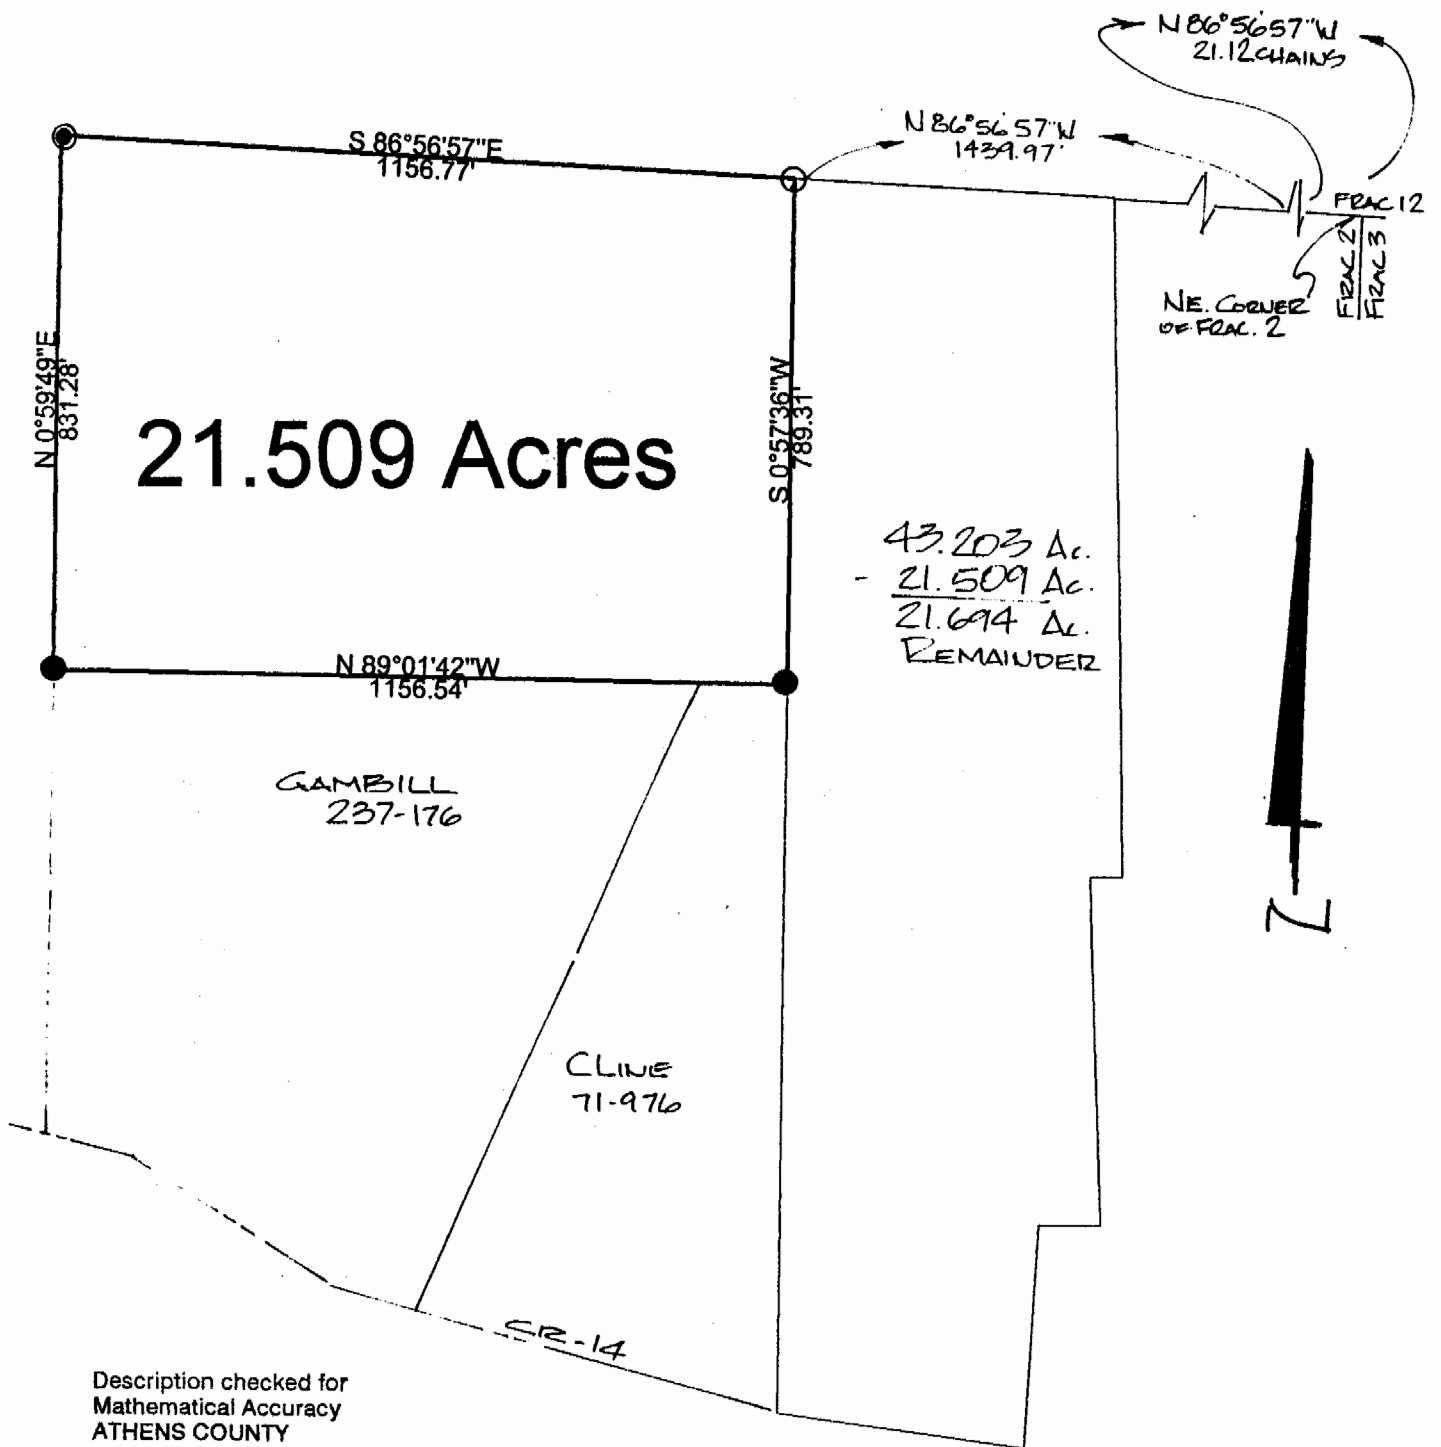 N 86°56'57"W
21.12 CHAINS
N 86°56'57"W
1439.97'
S 86°56'57"E
1156.77'
FRAC 12
FRAC 2
FRAC 3
NE. CORNER
OF FRAC. 2
N 0°59'49"E
831.28'
21.509 Acres
S 0°57'36"W
789.31'
43.203 Ac.
- 21.509 Ac.
21.694 Ac.
REMAINDER
N 89°01'42"W
1156.54'
GAMBILL
237-176
Z
CLINE
71-976
CR-14
Description checked for
Mathematical Accuracy
ATHENS COUNTY